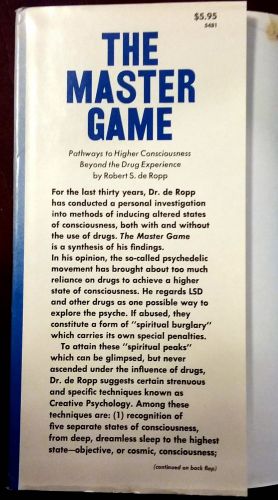 $5.95
5481
THE
MASTER
GAME
Pathways to Higher Consciousness
Beyond the Drug Experience
by Robert S. de Ropp
For the last thirty years, Dr. de Ropp
has conducted a personal investigation
into methods of inducing altered states
of consciousness, both with and without
the use of drugs. The Master Game
is a synthesis of his findings.
In his opinion, the so-called psychedelic
movement has brought about too much
reliance on drugs to achieve a higher
state of consciousness. He regards LSD
and other drugs as one possible way to
explore the psyche. If abused, they
constitute a form of "spiritual burglary"
which carries its own special penalties.
To attain these "spiritual peaks"
which can be glimpsed, but never
ascended under the influence of drugs,
Dr. de Ropp suggests certain strenuous
and specific techniques known as
Creative Psychology. Among these
techniques are: (1) recognition of
five separate states of consciousness,
from deep, dreamless sleep to the highest
state—objective, or cosmic, consciousness;
(continued on back flap)